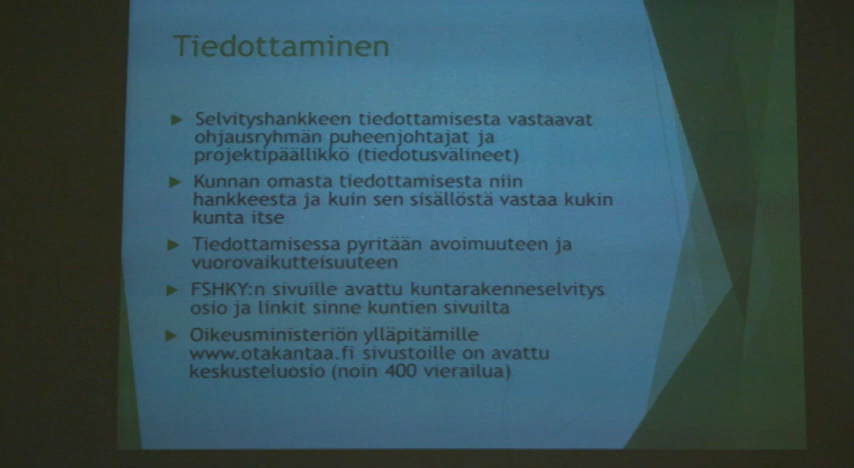 Tiedottaminen
Selvityshankkeen tiedottamisesta vastaavat
ohjausryhmän puheenjohtajat ja
projektipäällikkö (tiedotusvälineet)
Kunnan omasta tiedottamisesta niin
hankkeesta ja kuin sen sisällöstä vastaa kukin
kunta itse
Tiedottamisessa pyritään avoimuuteen ja
vuorovaikutteisuuteen
FSHKY:n sivuille avattu kuntarakenneselvitys
osio ja linkit sinne kuntien sivuilta
Oikeusministeriön ylläpitämille
www.otakantaa.fi sivustoille on avattu
keskusteluosio (noin 400 vierailua)